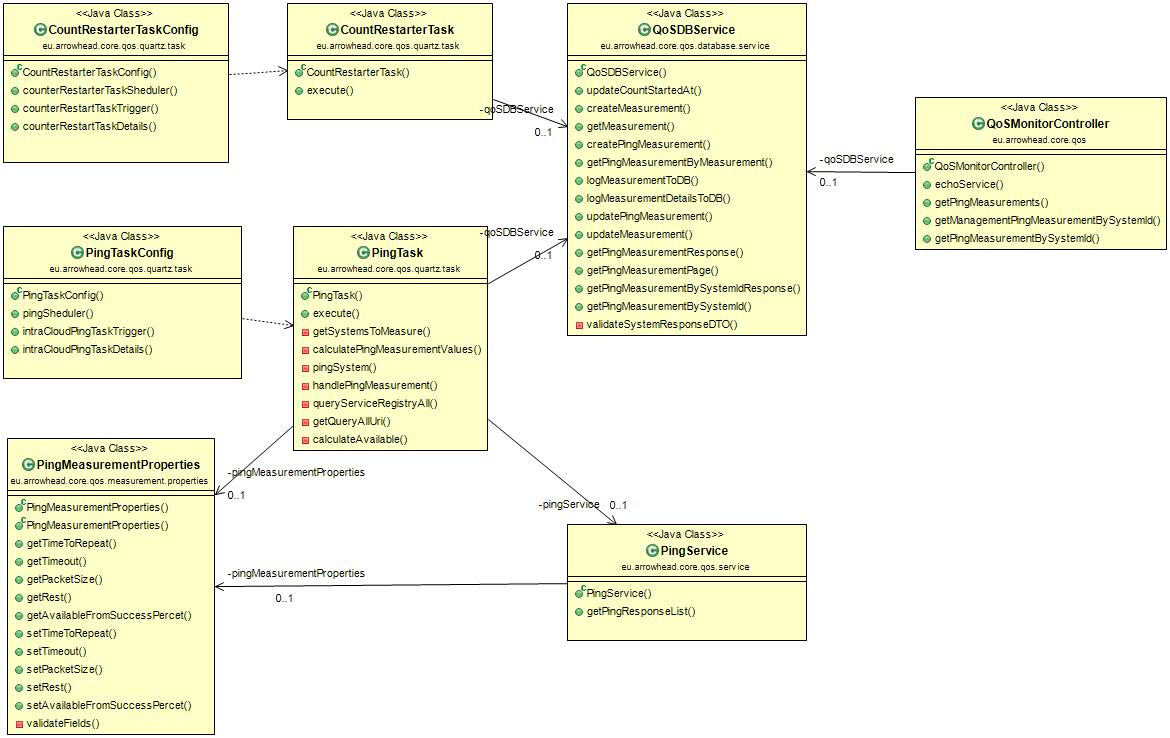 <<Java Class>>
CountRestarterTaskConfig
eu.arrowhead.core.qos.quartz.task
CountRestarterTaskConfig()
counterRestarterTaskSheduler()
counterRestartTaskTrigger()
counterRestartTaskDetails()
<<Java Class>>
CountRestarterTask
eu.arrowhead.core.qos.quartz.task
CountRestarterTask()
execute()
-qoSDBService
0..1
<<Java Class>>
QoSDBService
eu.arrowhead.core.qos.database.service
QoSDBService()
updateCountStartedAt()
createMeasurement()
getMeasurement()
createPingMeasurement()
getPingMeasurementByMeasurement()
logMeasurementToDB()
logMeasurementDetailsToDB()
updatePingMeasurement()
updateMeasurement()
getPingMeasurementResponse()
getPingMeasurementPage()
getPingMeasurementBySystemIdResponse()
getPingMeasurementBySystemId()
validateSystemResponseDTO()
-qoSDBService
0..1
<<Java Class>>
QoSMonitorController
eu.arrowhead.core.qos
QoSMonitorController()
echoService()
getPingMeasurements()
getManagementPingMeasurementBySystemId()
getPingMeasurementBySystemId()
<<Java Class>>
PingTaskConfig
eu.arrowhead.core.qos.quartz.task
PingTaskConfig()
pingSheduler()
intraCloudPingTaskTrigger()
intraCloudPingTaskDetails()
<<Java Class>>
PingTask
eu.arrowhead.core.qos.quartz.task
PingTask()
execute()
getSystemsToMeasure()
calculatePingMeasurementValues()
pingSystem()
handlePingMeasurement()
queryServiceRegistryAll()
getQueryAllUri()
calculateAvailable()
-qoSDBService
0..1
-pingMeasurementProperties
0..1
-pingService
0..1
<<Java Class>>
PingMeasurementProperties
eu.arrowhead.core.qos.measurement.properties
PingMeasurementProperties()
PingMeasurementProperties()
getTimeToRepeat()
getTimeout()
getPacketSize()
getRest()
getAvailableFromSuccessPercet()
setTimeToRepeat()
setTimeout()
setPacketSize()
setRest()
setAvailableFromSuccessPercet()
validateFields()
-pingMeasurementProperties
0..1
<<Java Class>>
PingService
eu.arrowhead.core.qos.service
PingService()
getPingResponseList()